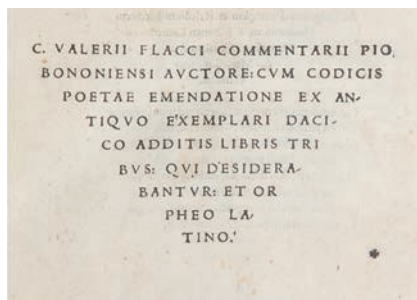 C. VALERII FLACCI COMMENTARII PIO
BONONIENSI AVCTORE: CVM CODICIS
POETAE EMENDATIONE EX AN-
TIQVO EXEMPLARI DACI-
CO ADDITIS LIBRIS TRI
BVS: QVI DESIDERA-
BANTVR: ET OR
PHEO LA-
TINO.